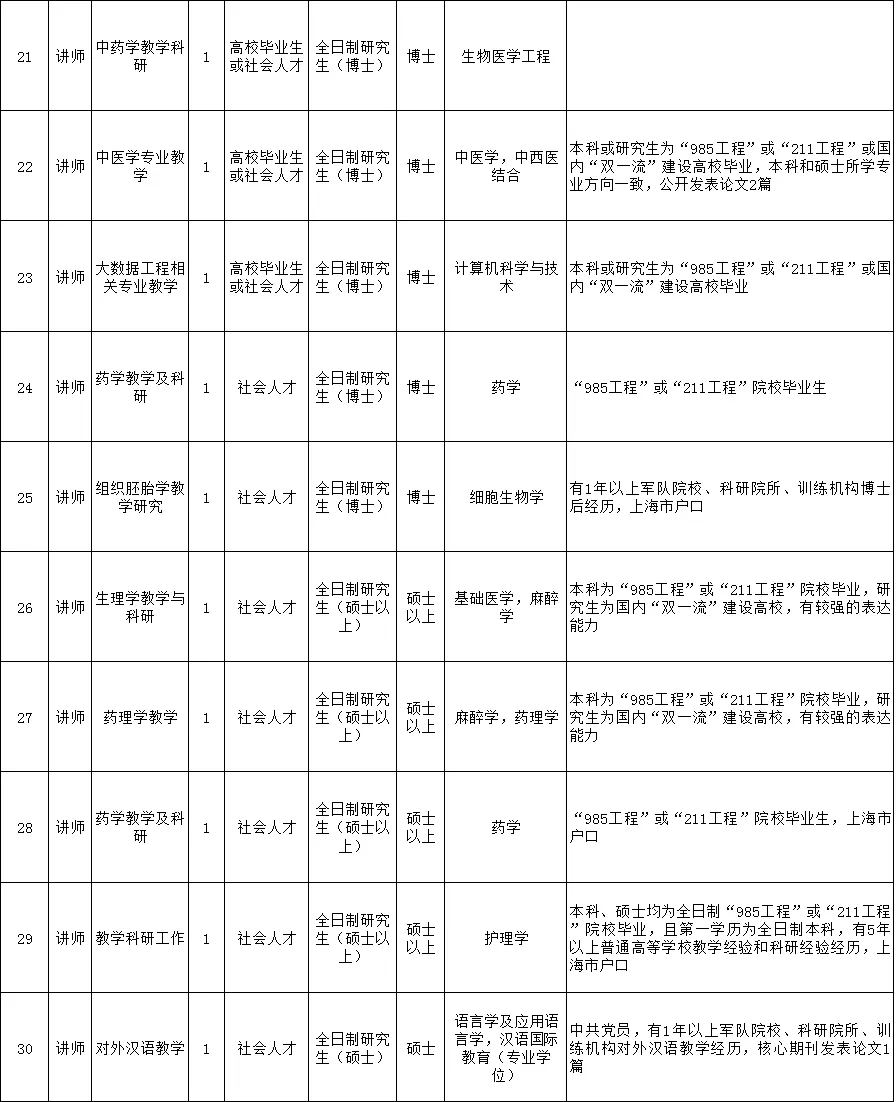 21 讲师 中药学教学科研 1 高校毕业生或社会人才 全日制研究生（博士） 博士 生物医学工程
22 讲师 中医学专业教学 1 高校毕业生或社会人才 全日制研究生（博士） 博士 中医学，中西医结合 本科或研究生为“985工程”或“211工程”或国内“双一流”建设高校毕业，本科和硕士所学专业方向一致，公开发表论文2篇
23 讲师 大数据工程相关专业教学 1 高校毕业生或社会人才 全日制研究生（博士） 博士 计算机科学与技术 本科或研究生为“985工程”或“211工程”或国内“双一流”建设高校毕业
24 讲师 药学教学及科研 1 社会人才 全日制研究生（博士） 博士 药学 “985工程”或“211工程”院校毕业生
25 讲师 组织胚胎学教学研究 1 社会人才 全日制研究生（博士） 博士 细胞生物学 有1年以上军队院校、科研院所、训练机构博士后经历，上海市户口
26 讲师 生理学教学与科研 1 社会人才 全日制研究生（硕士以上） 硕士以上 基础医学，麻醉学 本科为“985工程”或“211工程”院校毕业，研究生为国内“双一流”建设高校，有较强的表达能力
27 讲师 药理学教学 1 社会人才 全日制研究生（硕士以上） 硕士以上 麻醉学，药理学 本科为“985工程”或“211工程”院校毕业，研究生为国内“双一流”建设高校，有较强的表达能力
28 讲师 药学教学及科研 1 社会人才 全日制研究生（硕士以上） 硕士以上 药学 “985工程”或“211工程”院校毕业生，上海市户口
29 讲师 教学科研工作 1 社会人才 全日制研究生（硕士以上） 硕士以上 护理学 本科、硕士均为全日制“985工程”或“211工程”院校毕业，且第一学历为全日制本科，有5年以上普通高等学校教学经验和科研经验经历，上海市户口
30 讲师 对外汉语教学 1 社会人才 全日制研究生（硕士） 硕士 语言学及应用语言学，汉语国际教育（专业学位） 中共党员，有1年以上军队院校、科研院所、训练机构对外汉语教学经历，核心期刊发表论文1篇